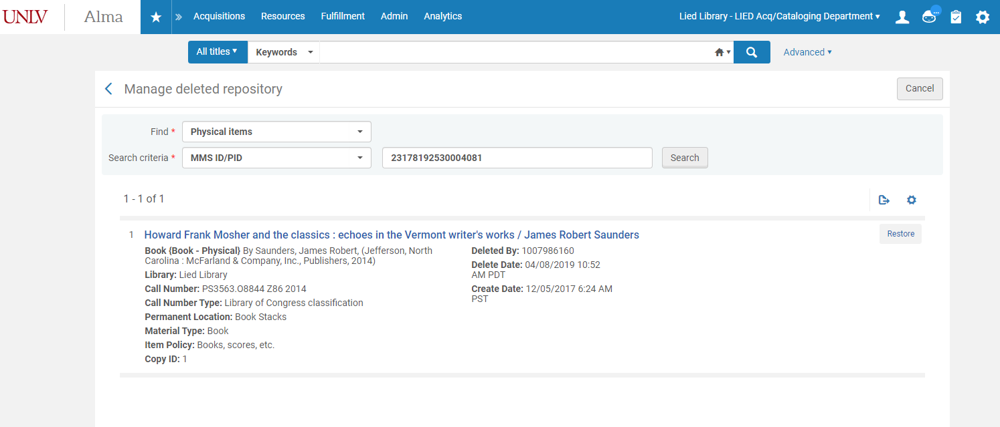 UNLV Alma Acquisitions Resources Fulfillment Admin Analytics Lied Library - LIED Acq/Cataloging Department
All titles Keywords Advanced
Manage deleted repository Cancel
Find * Physical items
Search criteria * MMS ID/PID 23178192530004081 Search
1 - 1 of 1
1 Howard Frank Mosher and the classics : echoes in the Vermont writer's works / James Robert Saunders Restore
Book {Book - Physical} By Saunders, James Robert, (Jefferson, North
Carolina : McFarland & Company, Inc., Publishers, 2014)
Library: Lied Library
Call Number: PS3563.O8844 Z86 2014
Call Number Type: Library of Congress classification
Permanent Location: Book Stacks
Material Type: Book
Item Policy: Books, scores, etc.
Copy ID: 1
Deleted By: 1007986160
Delete Date: 04/08/2019 10:52
AM PDT
Create Date: 12/05/2017 6:24 AM
PST